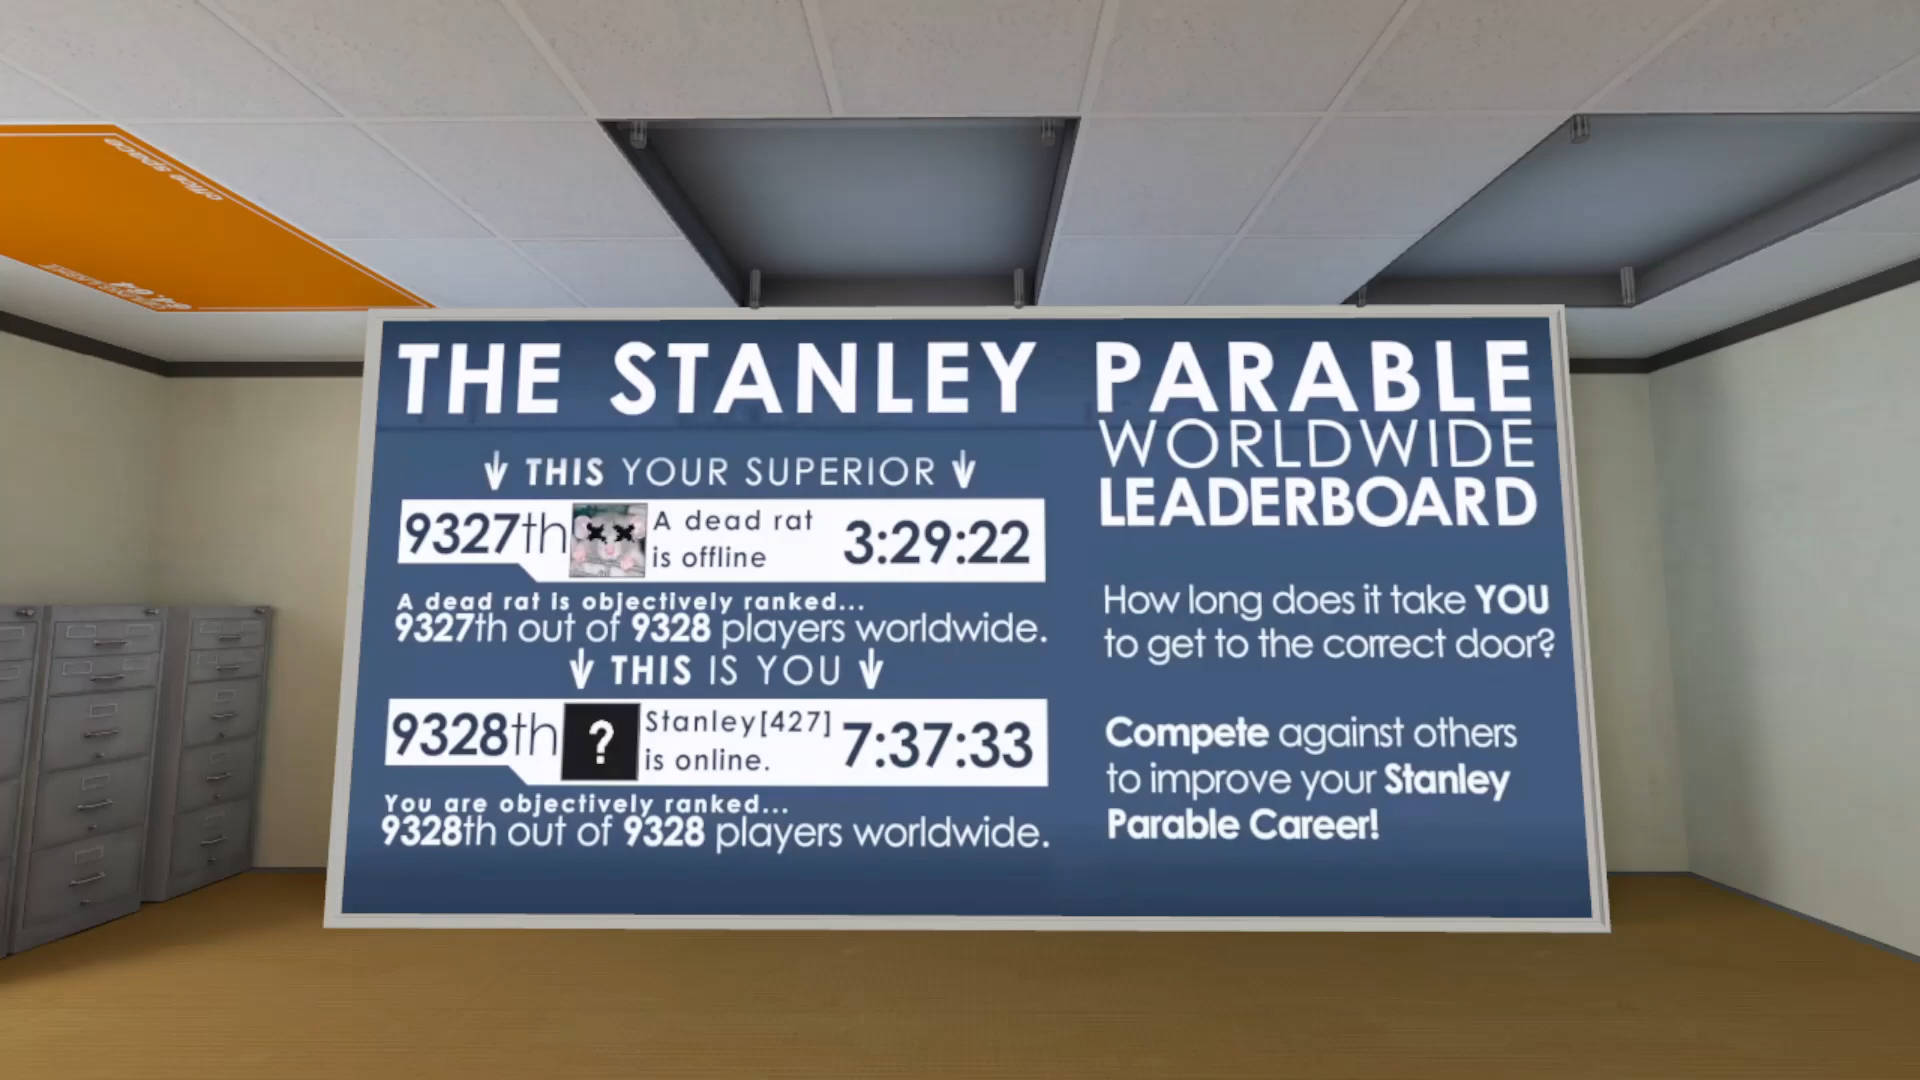 office space
THE STANLEY PARABLE
WORLDWIDE
LEADERBOARD
THIS YOUR SUPERIOR
9327th
A dead rat
is offline
3:29:22
A dead rat is objectively ranked...
9327th out of 9328 players worldwide.
THIS IS YOU
9328th
?
Stanley[427]
is online.
7:37:33
You are objectively ranked...
9328th out of 9328 players worldwide.
How long does it take YOU
to get to the correct door?
Compete against others
to improve your Stanley
Parable Career!